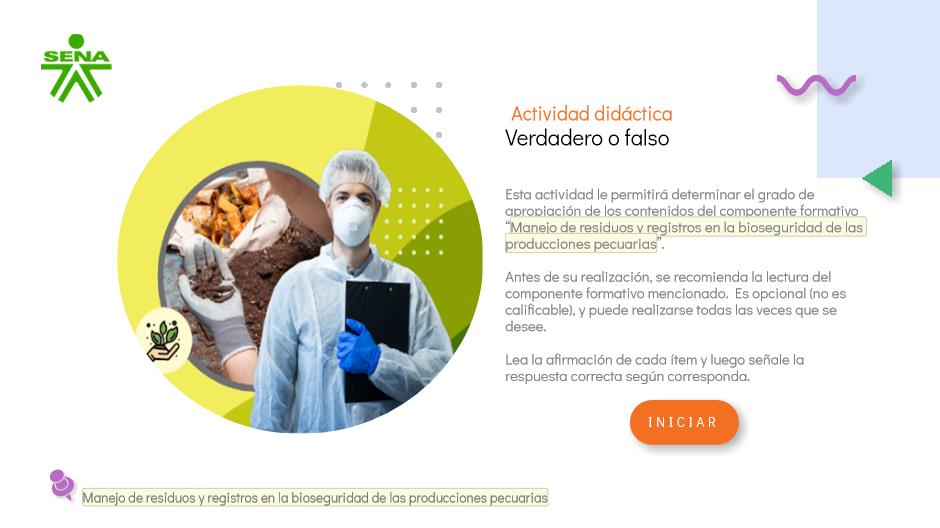 SENA
Actividad didáctica
Verdadero o falso
Esta actividad le permitirá determinar el grado de
apropiación de los contenidos del componente formativo
“Manejo de residuos y registros en la bioseguridad de las
producciones pecuarias”.
Antes de su realización, se recomienda la lectura del
componente formativo mencionado. Es opcional (no es
calificable), y puede realizarse todas las veces que se
desee.
Lea la afirmación de cada ítem y luego señale la
respuesta correcta según corresponda.
INICIAR
Manejo de residuos y registros en la bioseguridad de las producciones pecuarias